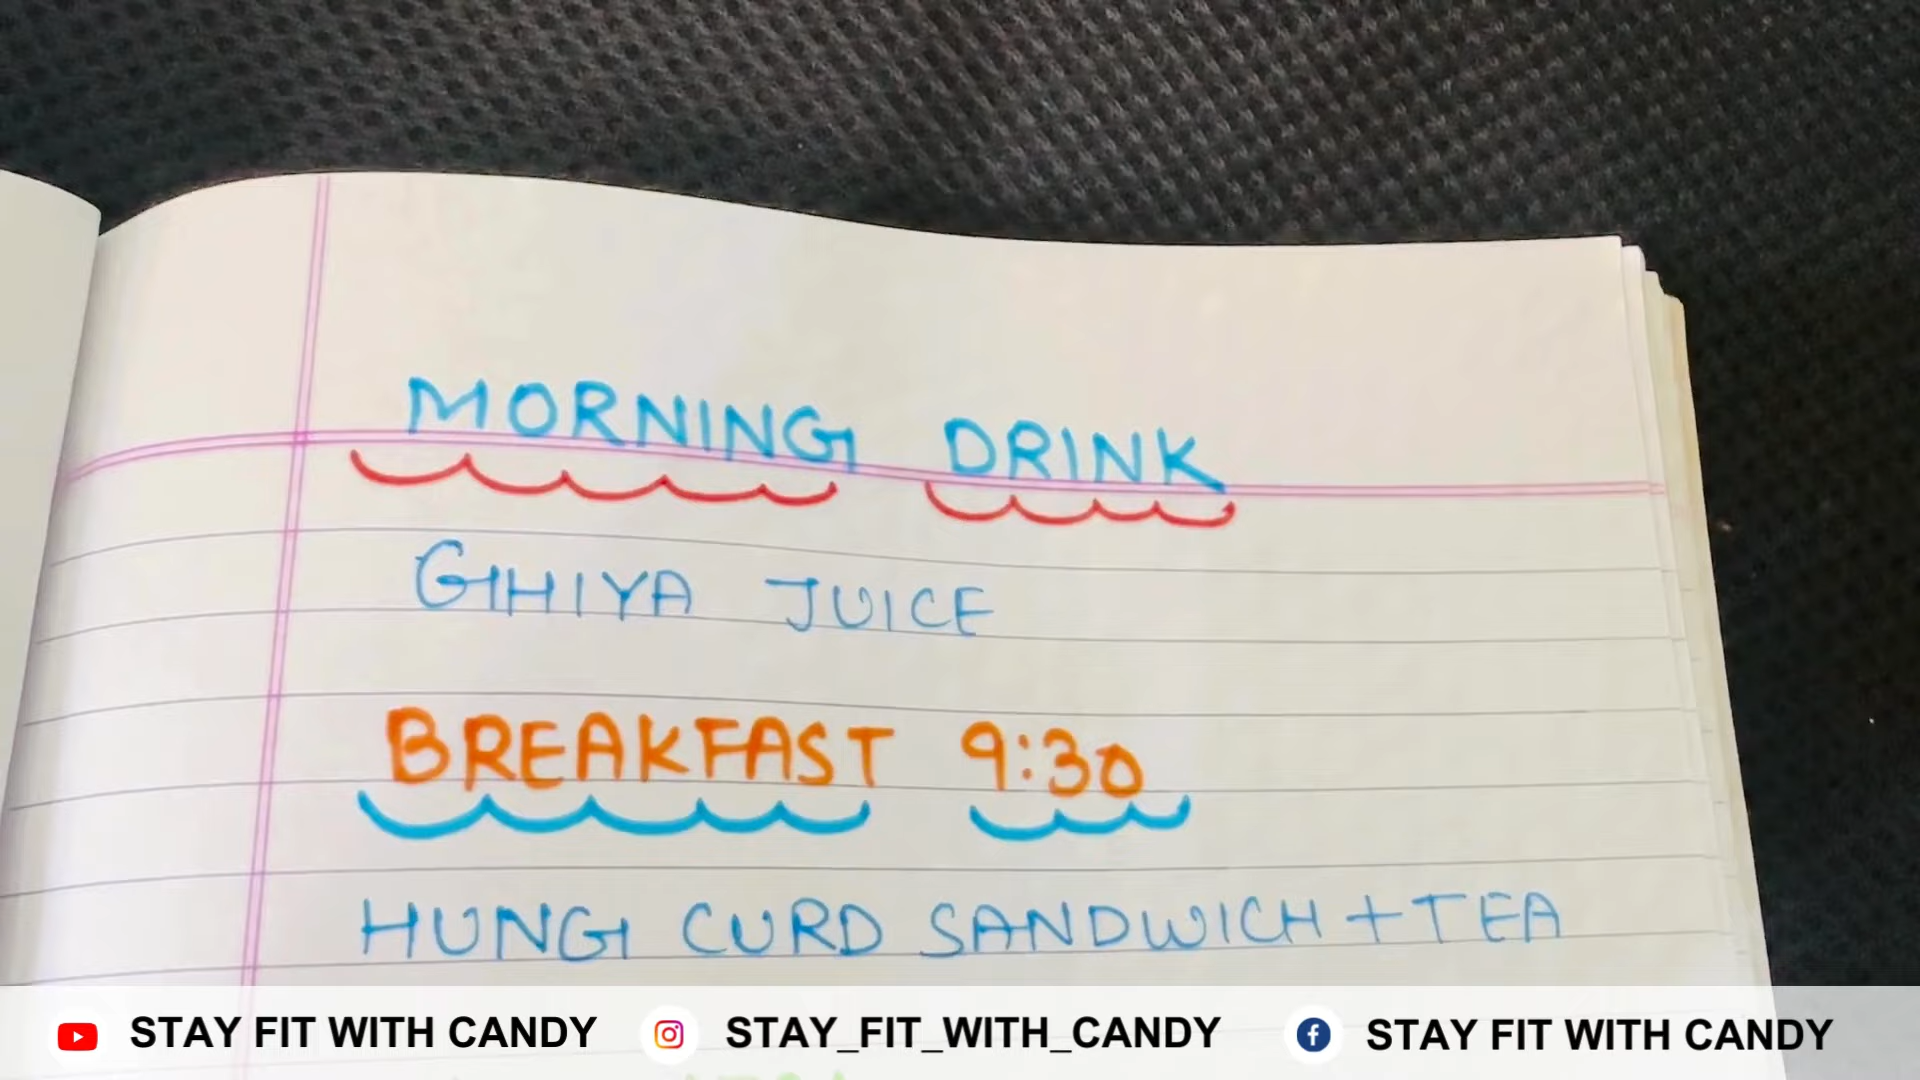 MORNING DRINK
GHIYA JUICE
BREAKFAST 9:30
HUNG CURD SANDWICH + TEA
STAY FIT WITH CANDY STAY_FIT_WITH_CANDY STAY FIT WITH CANDY